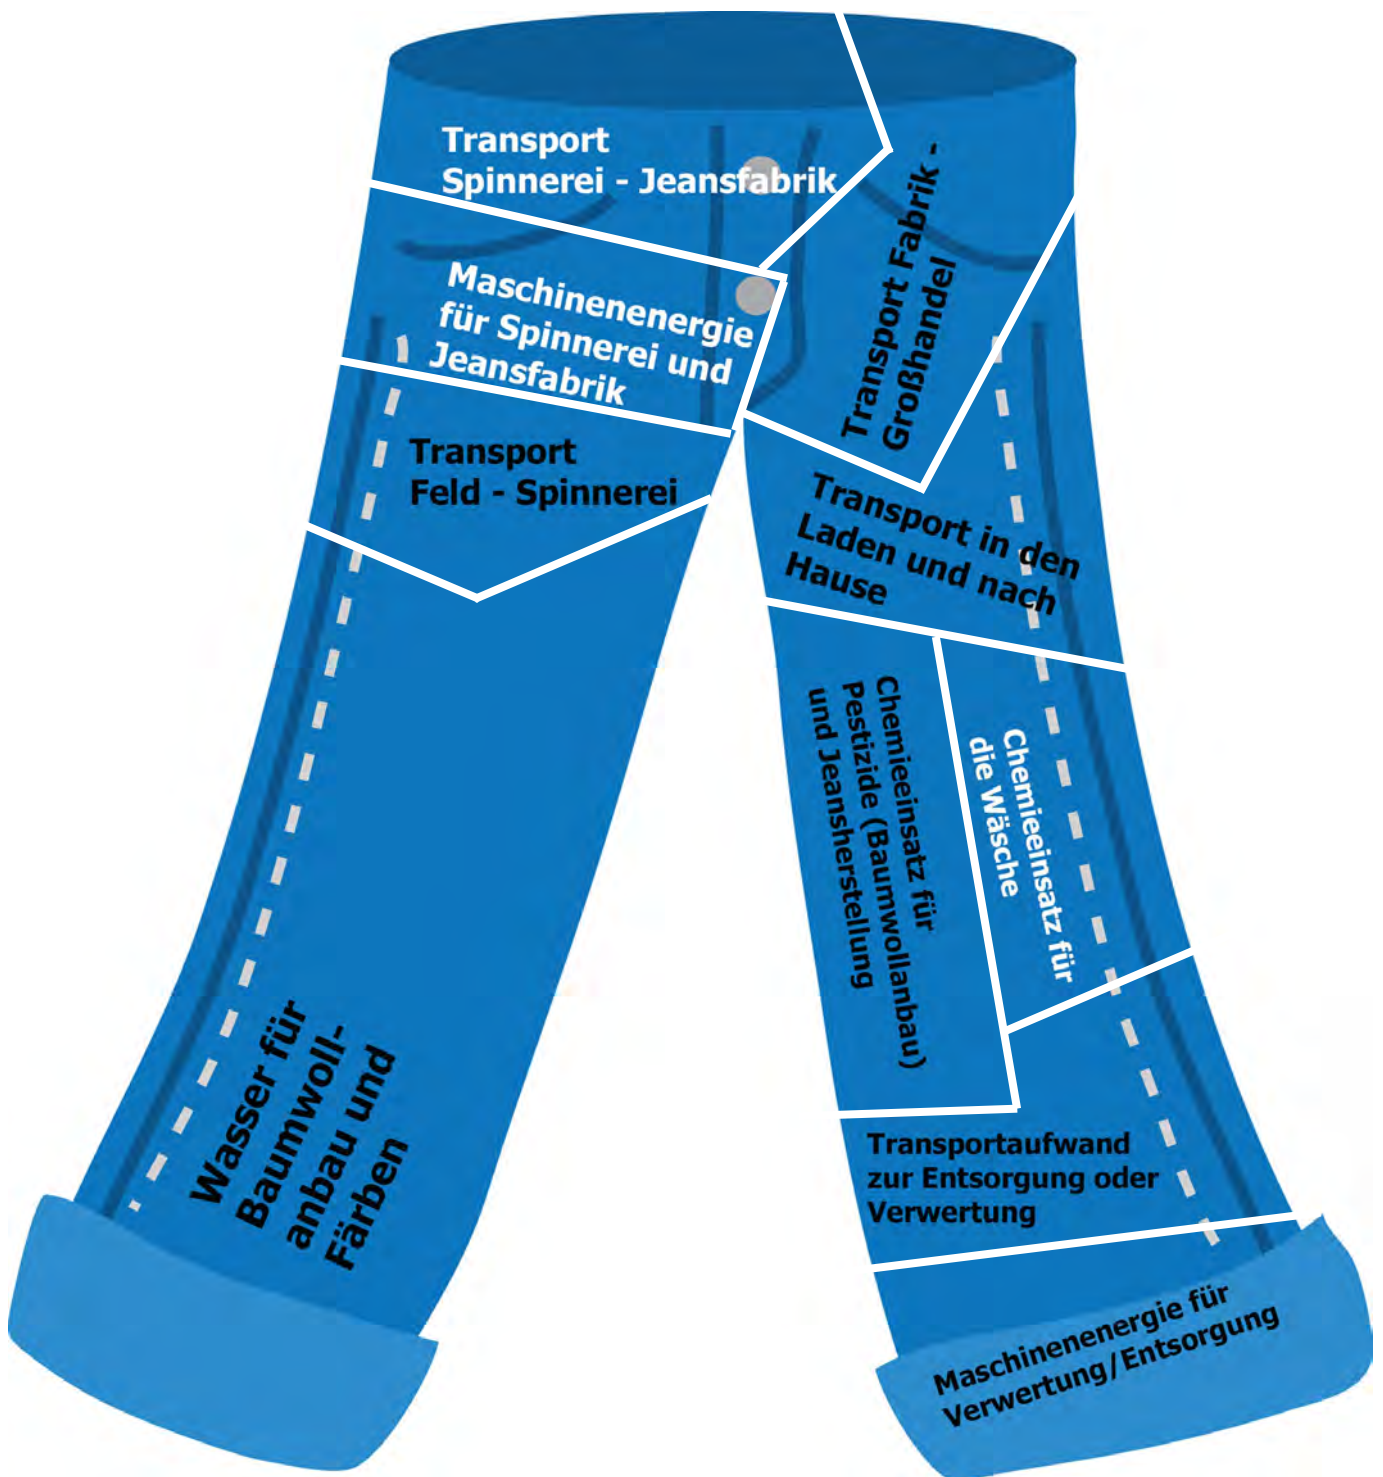 Transport
Spinnerei - Jeansfabrik
Maschinenenergie
für Spinnerei und
Jeansfabrik
Transport
Feld - Spinnerei
Wasser für
Baumwoll-
anbau und
Färben
Transport Fabrik -
Großhandel
Transport in den
Laden und nach
Hause
Chemieeinsatz für
Pestizide (Baumwollanbau)
und Jeansherstellung
Chemieeinsatz für
die Wäsche
Transportaufwand
zur Entsorgung oder
Verwertung
Maschinenenergie für
Verwertung/Entsorgung